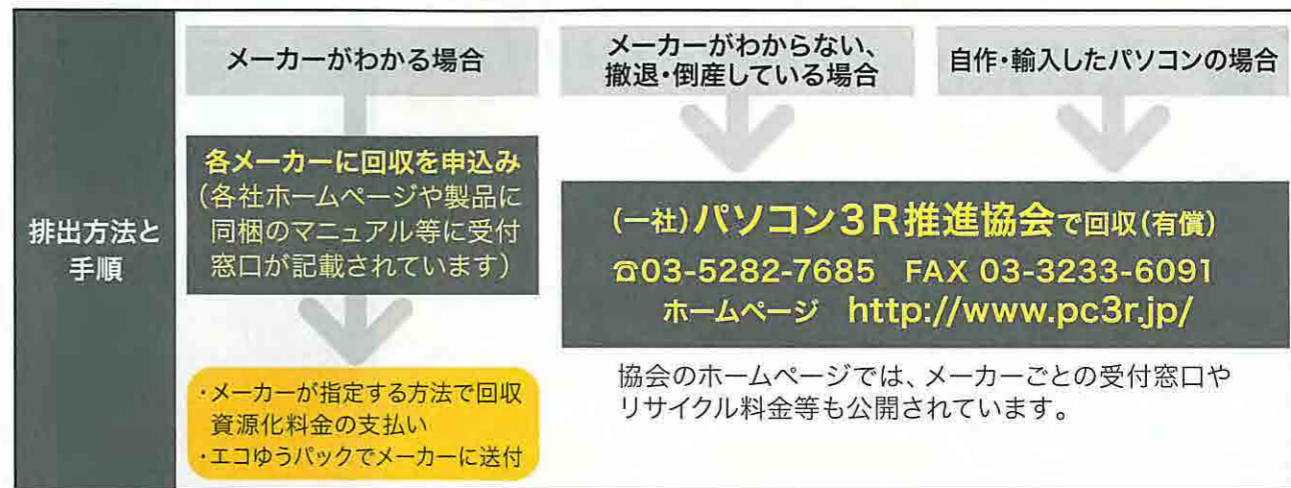 排出方法と
手順
メーカーがわかる場合
各メーカーに回収を申込み
(各社ホームページや製品に
同梱のマニュアル等に受付
窓口が記載されています)
・メーカーが指定する方法で回収
資源化料金の支払い
・エコゆうパックでメーカーに送付
メーカーがわからない、
撤退・倒産している場合
自作・輸入したパソコンの場合
(一社)パソコン3R推進協会で回収(有償)
☎03-5282-7685 FAX 03-3233-6091
ホームページ http://www.pc3r.jp/
協会のホームページでは、メーカーごとの受付窓口や
リサイクル料金等も公開されています。